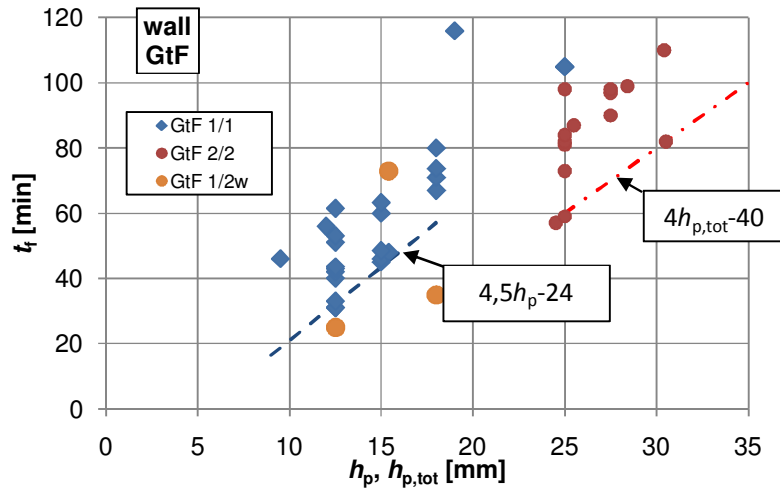 wall
GtF
120
100
80
60
40
20
0
t_f [min]
GtF 1/1
GtF 2/2
GtF 1/2w
4h_p,tot-40
4,5h_p-24
0 5 10 15 20 25 30 35
h_p, h_p,tot [mm]